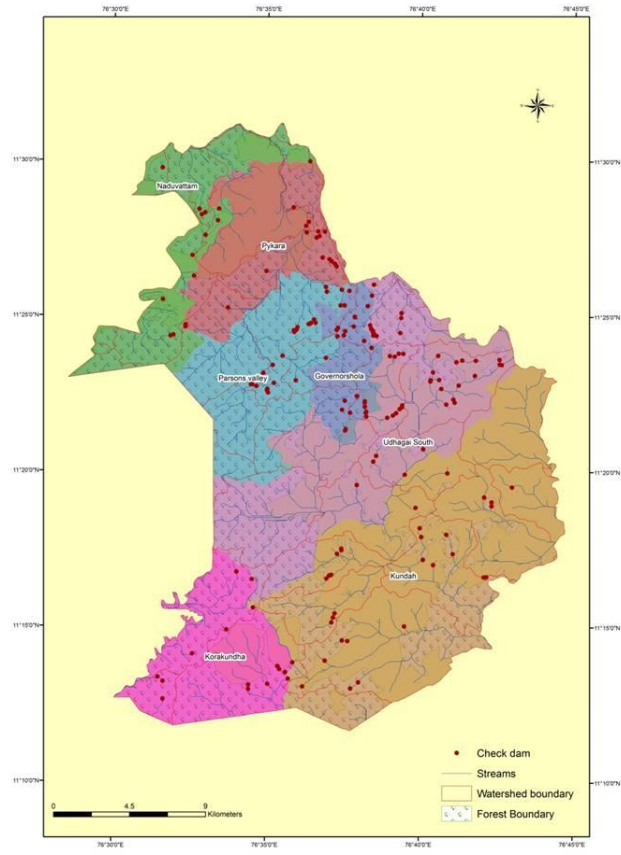 76°30'0"E 76°35'0"E 76°40'0"E 76°45'0"E
11°30'0"N 11°30'0"N
Naduvattam
Pykara
11°25'0"N 11°25'0"N
Parsons valley Governorshola
Udhagai South
11°20'0"N 11°20'0"N
Kundah
11°15'0"N 11°15'0"N
Korakundha
Check dam
Streams
11°10'0"N 11°10'0"N
Watershed boundary
0 4.5 9
Kilometers
Forest Boundary
76°30'0"E 76°35'0"E 76°40'0"E 76°45'0"E